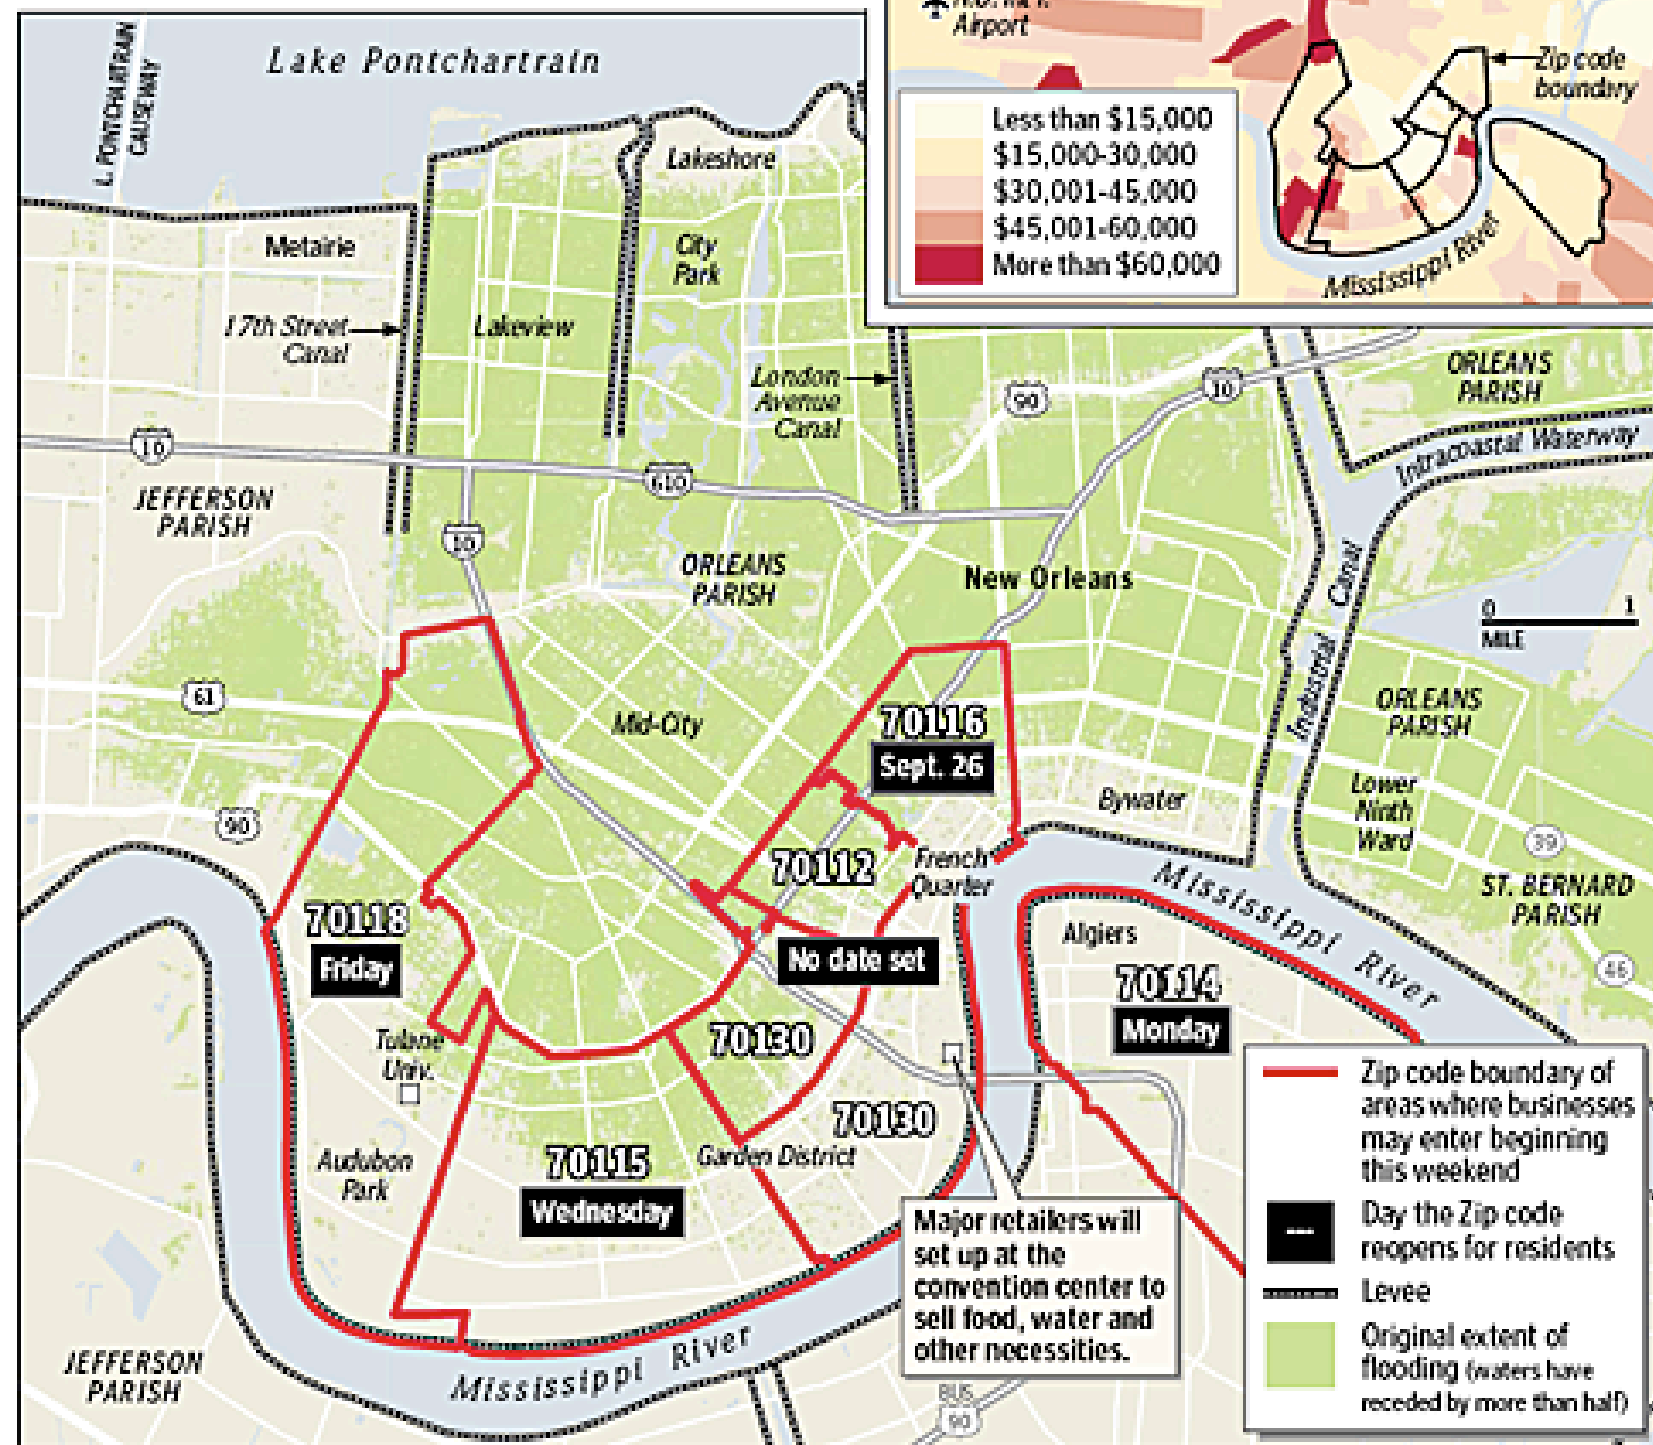 Lake Pontchartrain
L. PONTCHARTRAIN
CAUSEWAY
Airport
Zip code
boundary
Less than $15,000
$15,000-30,000
$30,001-45,000
$45,001-60,000
More than $60,000
Mississippi River
Lakeshore
Metairie
City
Park
17th Street
Canal
Lakeview
London
Avenue
Canal
90
10
ORLEANS
PARISH
Intracoastal Waterway
10
610
JEFFERSON
PARISH
10
ORLEANS
PARISH
New Orleans
Industrial Canal
0 1
MILE
61
Mid-City
70116
Sept. 26
ORLEANS
PARISH
90
Bywater
Lower
Ninth
Ward
39
70112
French
Quarter
Mississippi River
ST. BERNARD
PARISH
70118
Friday
No date set
Algiers
46
70114
Monday
Tulane
Univ.
70130
70130
Audubon
Park
70115
Wednesday
Garden District
Major retailers will
set up at the
convention center to
sell food, water and
other necessities.
Zip code boundary of
areas where businesses
may enter beginning
this weekend
Day the Zip code
reopens for residents
Levee
Original extent of
flooding (waters have
receded by more than half)
JEFFERSON
PARISH
Mississippi River
BUS
90